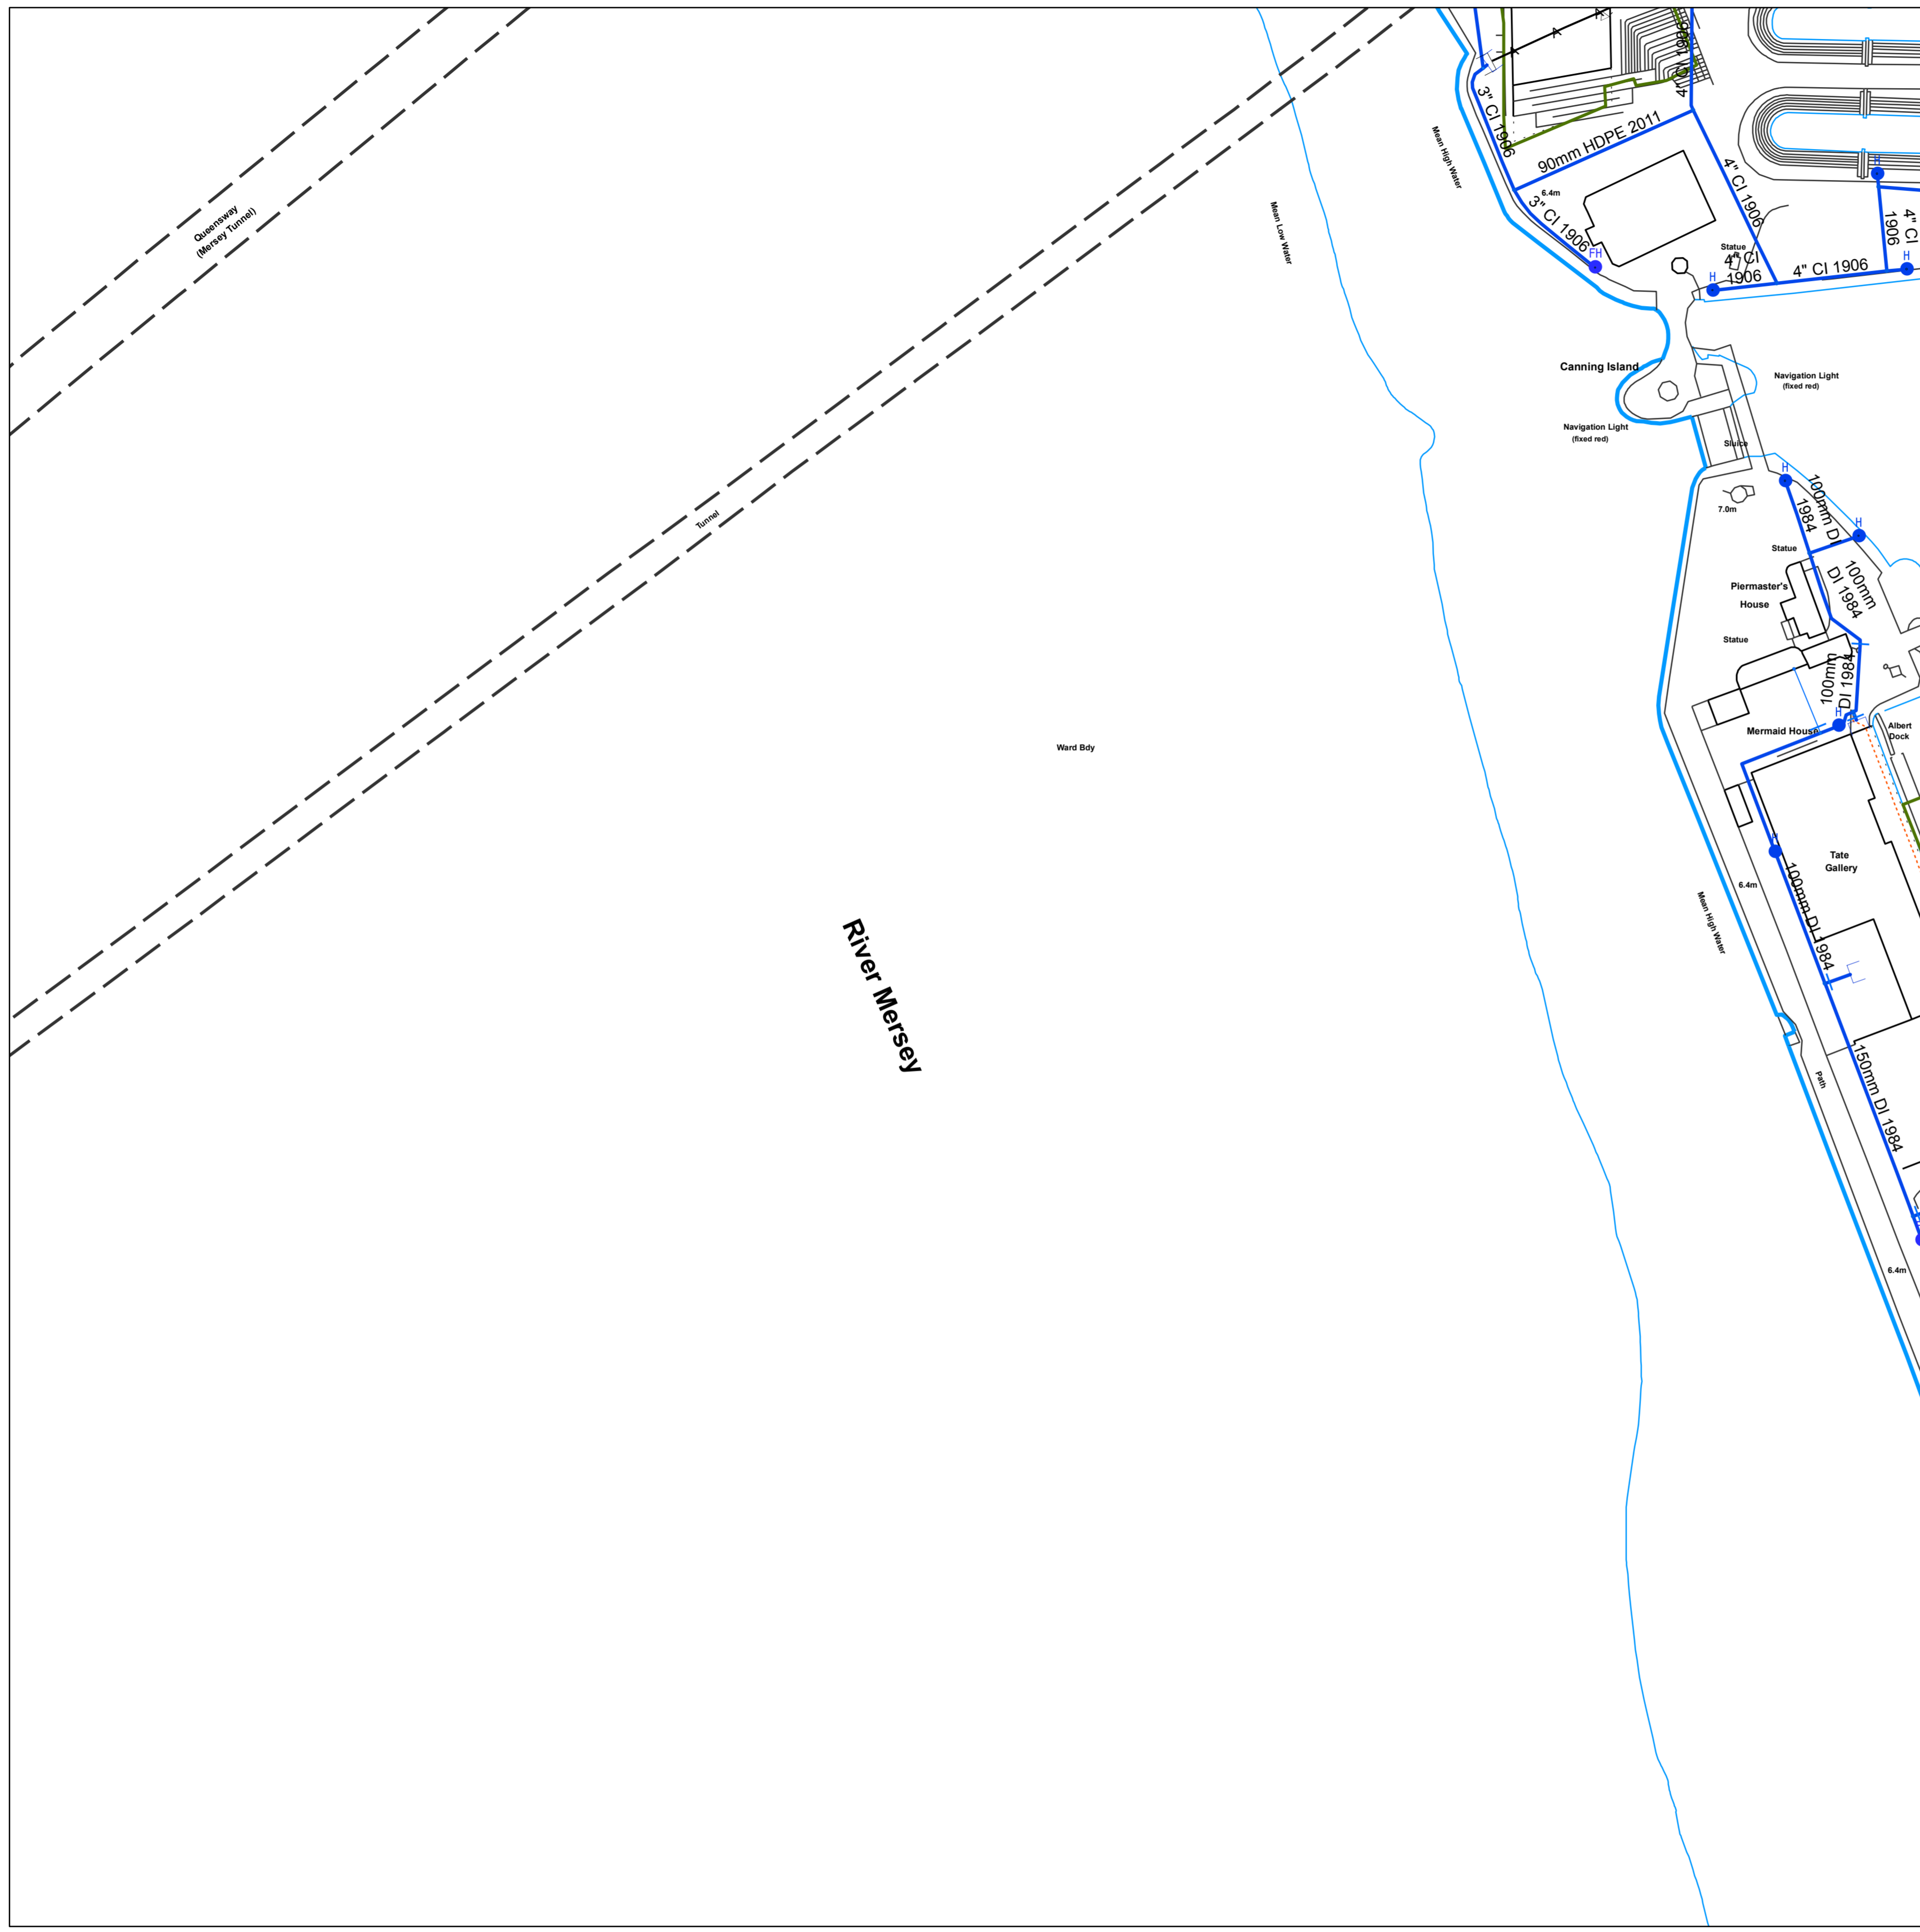 4" CI 1906
3" CI 1906
90mm HDPE 2011
Mean High Water
6.4m
3" CI 1906
FH
4" CI 1906
H
4" CI
1906
Statue
4" CI
1906
H
4" CI 1906
H
Queensway
(Mersey Tunnel)
Mean Low Water
Canning Island
Navigation Light
(fixed red)
Navigation Light
(fixed red)
Sluice
H
7.0m
100mm DI
1984
H
Statue
Piermaster's
House
100mm
DI 1984
Statue
100mm
DI 1984
Tunnel
Ward Bdy
H
Mermaid House
Albert
Dock
H
Tate
Gallery
6.4m
100mm DI 1984
Mean High Water
River Mersey
150mm DI 1984
Path
6.4m